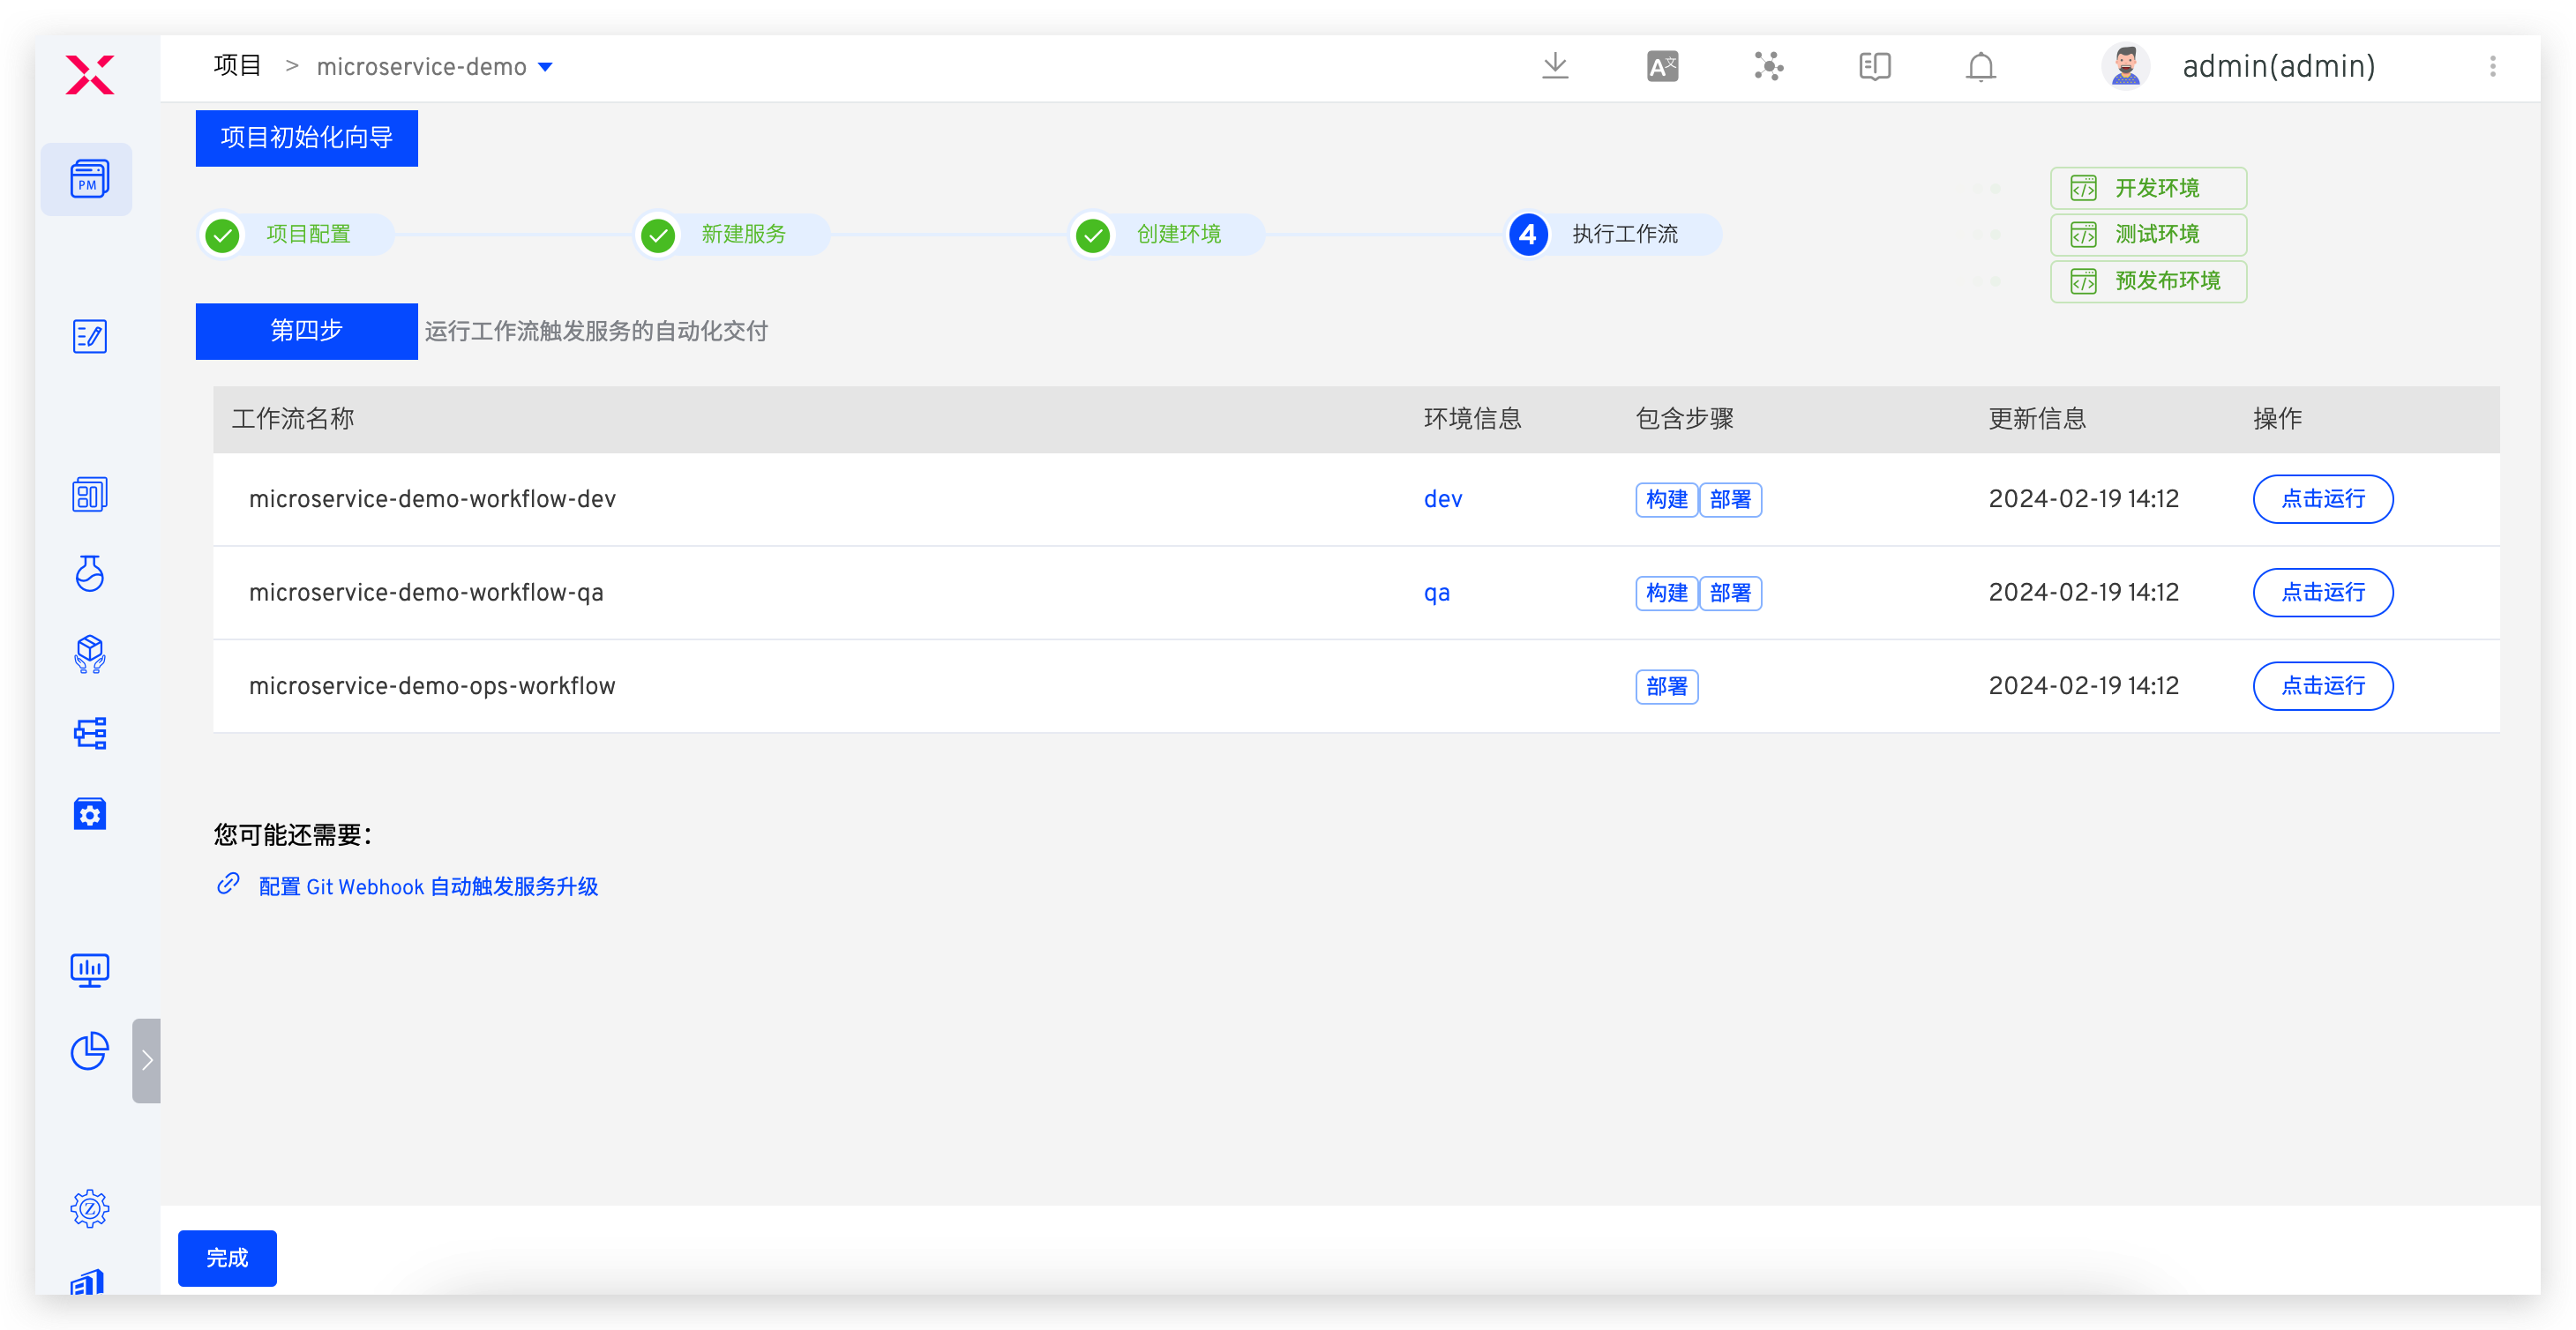 项目 > microservice-demo
admin(admin)
PM
项目初始化向导
项目配置
新建服务
创建环境
4 执行工作流
开发环境
测试环境
预发布环境
第四步 运行工作流触发服务的自动化交付
工作流名称 环境信息 包含步骤 更新信息 操作
microservice-demo-workflow-dev dev 构建 部署 2024-02-19 14:12 点击运行
microservice-demo-workflow-qa qa 构建 部署 2024-02-19 14:12 点击运行
microservice-demo-ops-workflow 部署 2024-02-19 14:12 点击运行
您可能还需要：
配置 Git Webhook 自动触发服务升级
完成